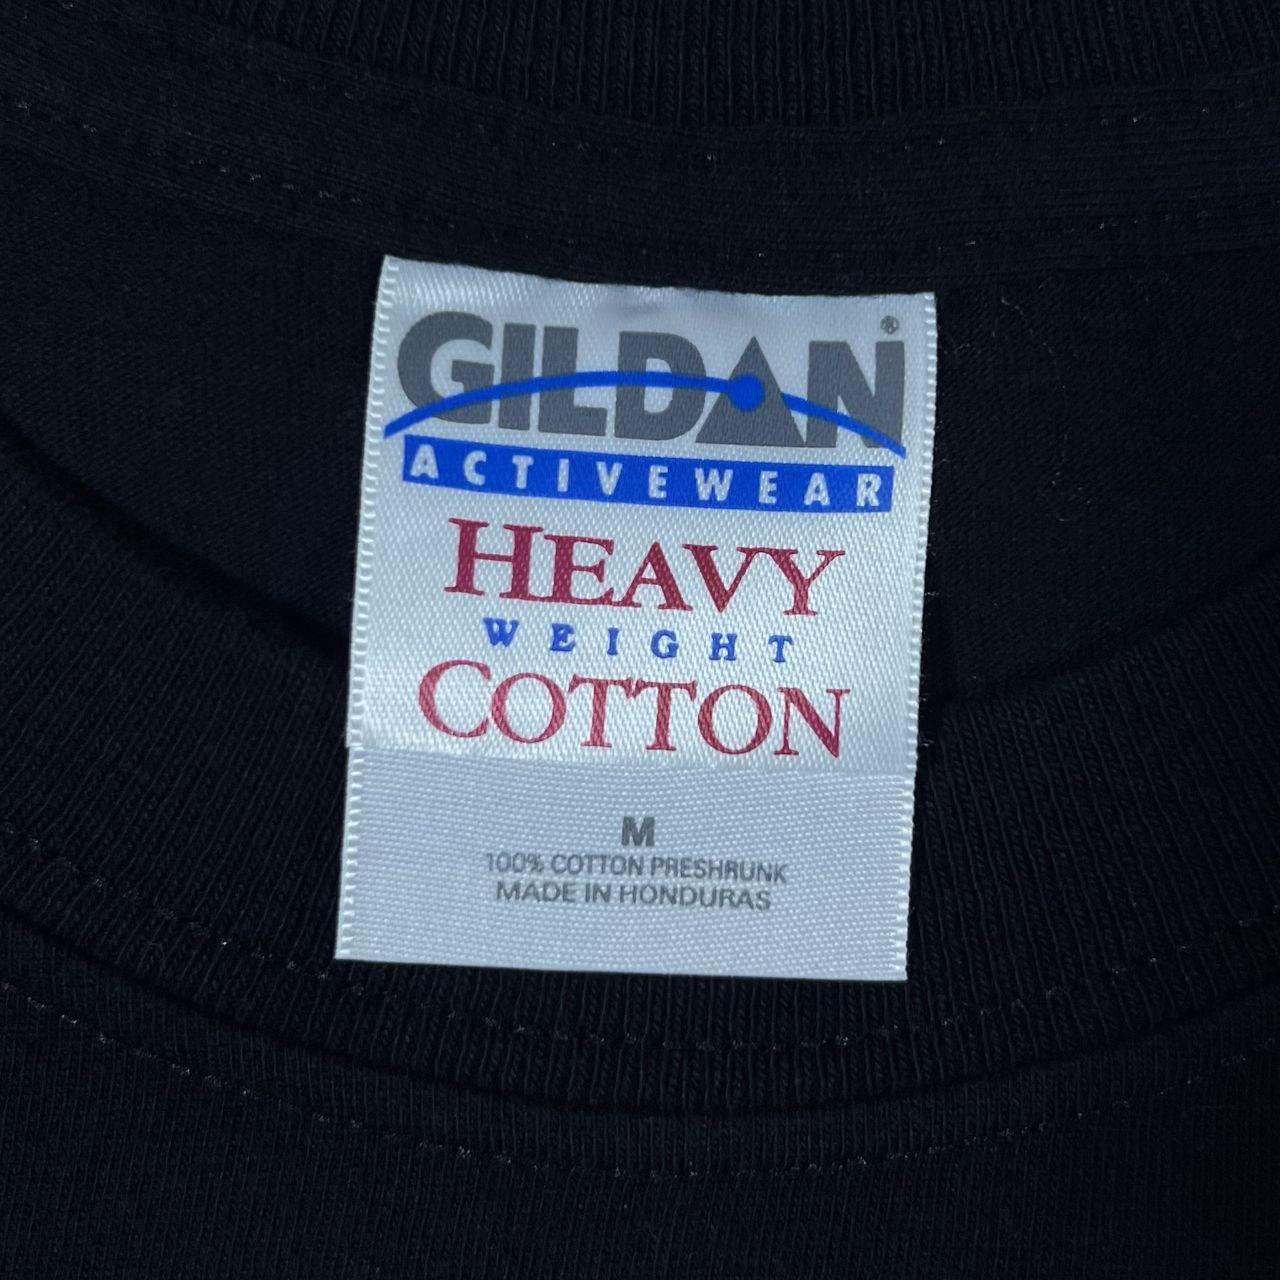 GILDAN®
ACTIVEWEAR
HEAVY
WEIGHT
COTTON
M
100% COTTON PRESHRUNK
MADE IN HONDURAS